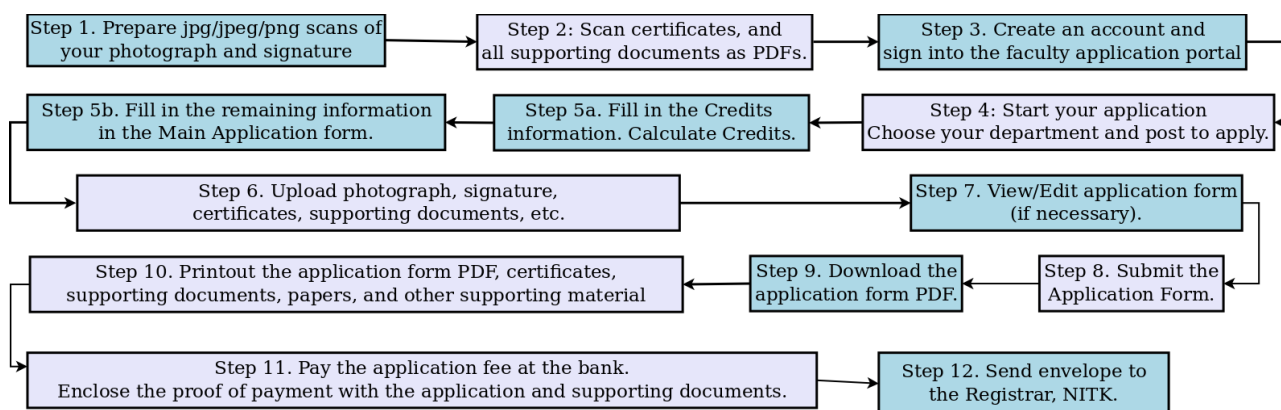 Step 1. Prepare jpg/jpeg/png scans of
your photograph and signature
Step 2: Scan certificates, and
all supporting documents as PDFs.
Step 3. Create an account and
sign into the faculty application portal
Step 4: Start your application
Choose your department and post to apply.
Step 5a. Fill in the Credits
information. Calculate Credits.
Step 5b. Fill in the remaining information
in the Main Application form.
Step 6. Upload photograph, signature,
certificates, supporting documents, etc.
Step 7. View/Edit application form
(if necessary).
Step 8. Submit the
Application Form.
Step 9. Download the
application form PDF.
Step 10. Printout the application form PDF, certificates,
supporting documents, papers, and other supporting material
Step 11. Pay the application fee at the bank.
Enclose the proof of payment with the application and supporting documents.
Step 12. Send envelope to
the Registrar, NITK.